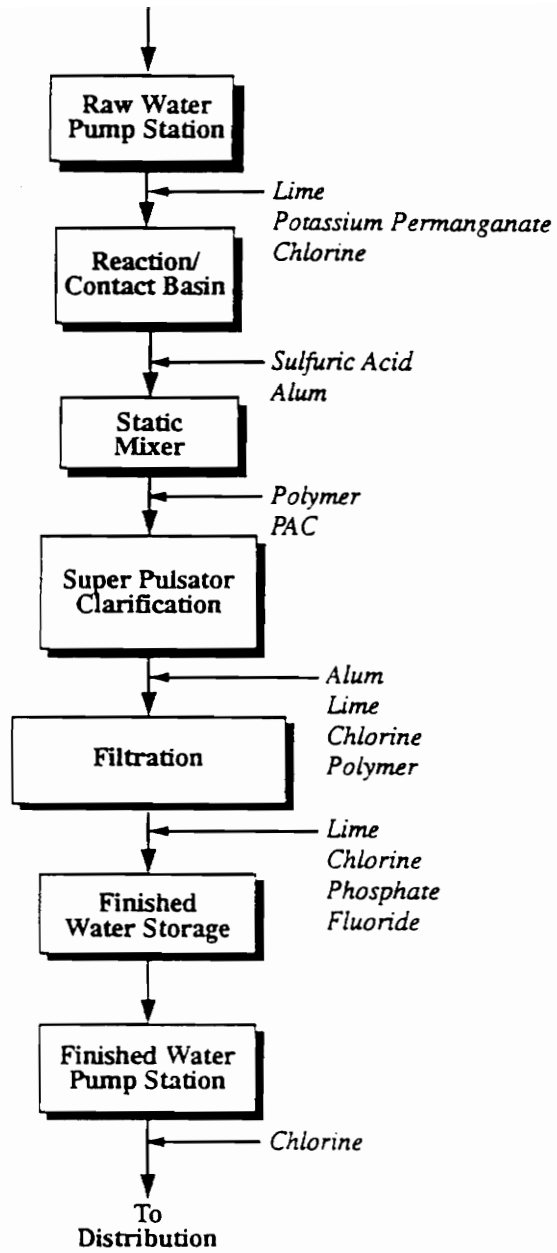 Raw Water
Pump Station
Lime
Potassium Permanganate
Chlorine
Reaction/
Contact Basin
Sulfuric Acid
Alum
Static
Mixer
Polymer
PAC
Super Pulsator
Clarification
Alum
Lime
Chlorine
Polymer
Filtration
Lime
Chlorine
Phosphate
Fluoride
Finished
Water Storage
Finished Water
Pump Station
Chlorine
To
Distribution